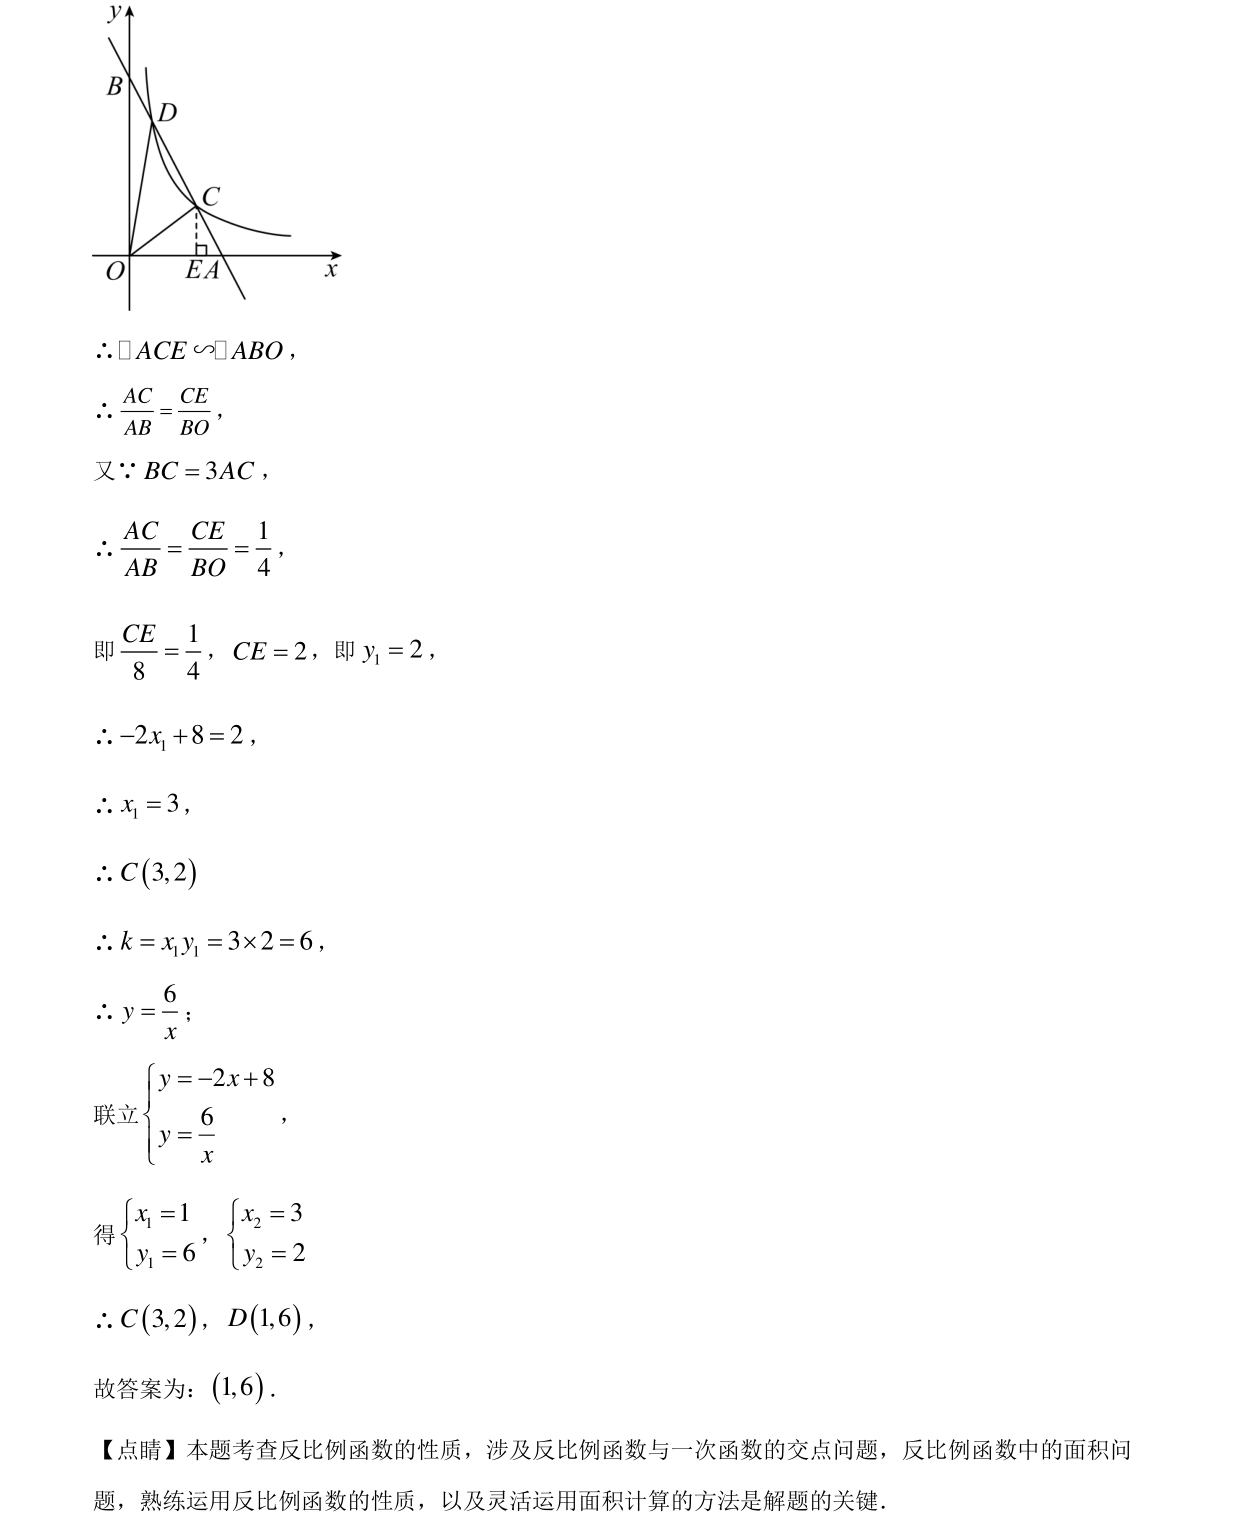 y
B
D
C
O
E A
x
∴□ACE∽□ABO，
∴AC/AB=CE/BO，
又∵BC=3AC，
∴AC/AB=CE/BO=1/4，
即CE/8=1/4，CE=2，即y₁=2，
∴−2x₁+8=2，
∴x₁=3，
∴C(3,2)
∴k=x₁y₁=3×2=6，
∴y=6/x；
联立{y=−2x+8
y=6/x，
得{x₁=1 y₁=6，{x₂=3 y₂=2
∴C(3,2)，D(1,6)，
故答案为：(1,6)．
【点睛】本题考查反比例函数的性质，涉及反比例函数与一次函数的交点问题，反比例函数中的面积问
题，熟练运用反比例函数的性质，以及灵活运用面积计算的方法是解题的关键．